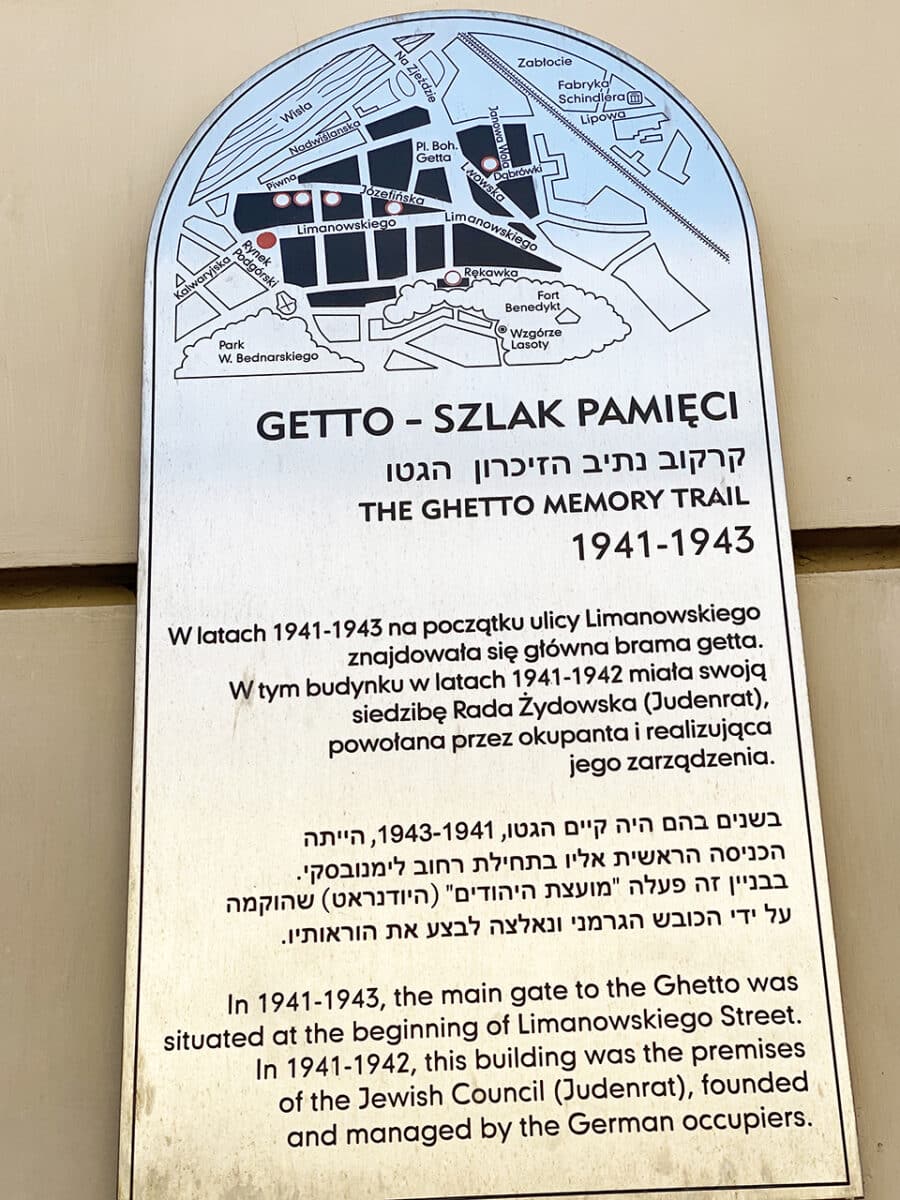 Zabłocie
Na Zjeździe
Fabryka
Schindlera
Wisła
Lipowa
Nadwiślańska
Janowa Wola
Pl. Boh.
Getta
Dąbrówki
Piwna
Lwowska
Józefińska
Limanowskiego
Limanowskiego
Rynek
Podgórski
Kalwaryjska
Rękawka
Fort
Benedykt
Wzgórze
Lasoty
Park
W. Bednarskiego
GETTO - SZLAK PAMIĘCI
קרקוב נתיב הזיכרון הגטו
THE GHETTO MEMORY TRAIL
1941-1943
W latach 1941-1943 na początku ulicy Limanowskiego
znajdowała się główna brama getta.
W tym budynku w latach 1941-1942 miała swoją
siedzibę Rada Żydowska (Judenrat),
powołana przez okupanta i realizująca
jego zarządzenia.
בשנים בהם היה קיים הגטו, 1943-1941, הייתה
הכניסה הראשית אליו בתחילת רחוב לימנובסקי.
בבניין זה פעלה "מועצת היהודים" (היודנראט) שהוקמה
על ידי הכובש הגרמני ונאלצה לבצע את הוראותיו.
In 1941-1943, the main gate to the Ghetto was
situated at the beginning of Limanowskiego Street.
In 1941-1942, this building was the premises
of the Jewish Council (Judenrat), founded
and managed by the German occupiers.